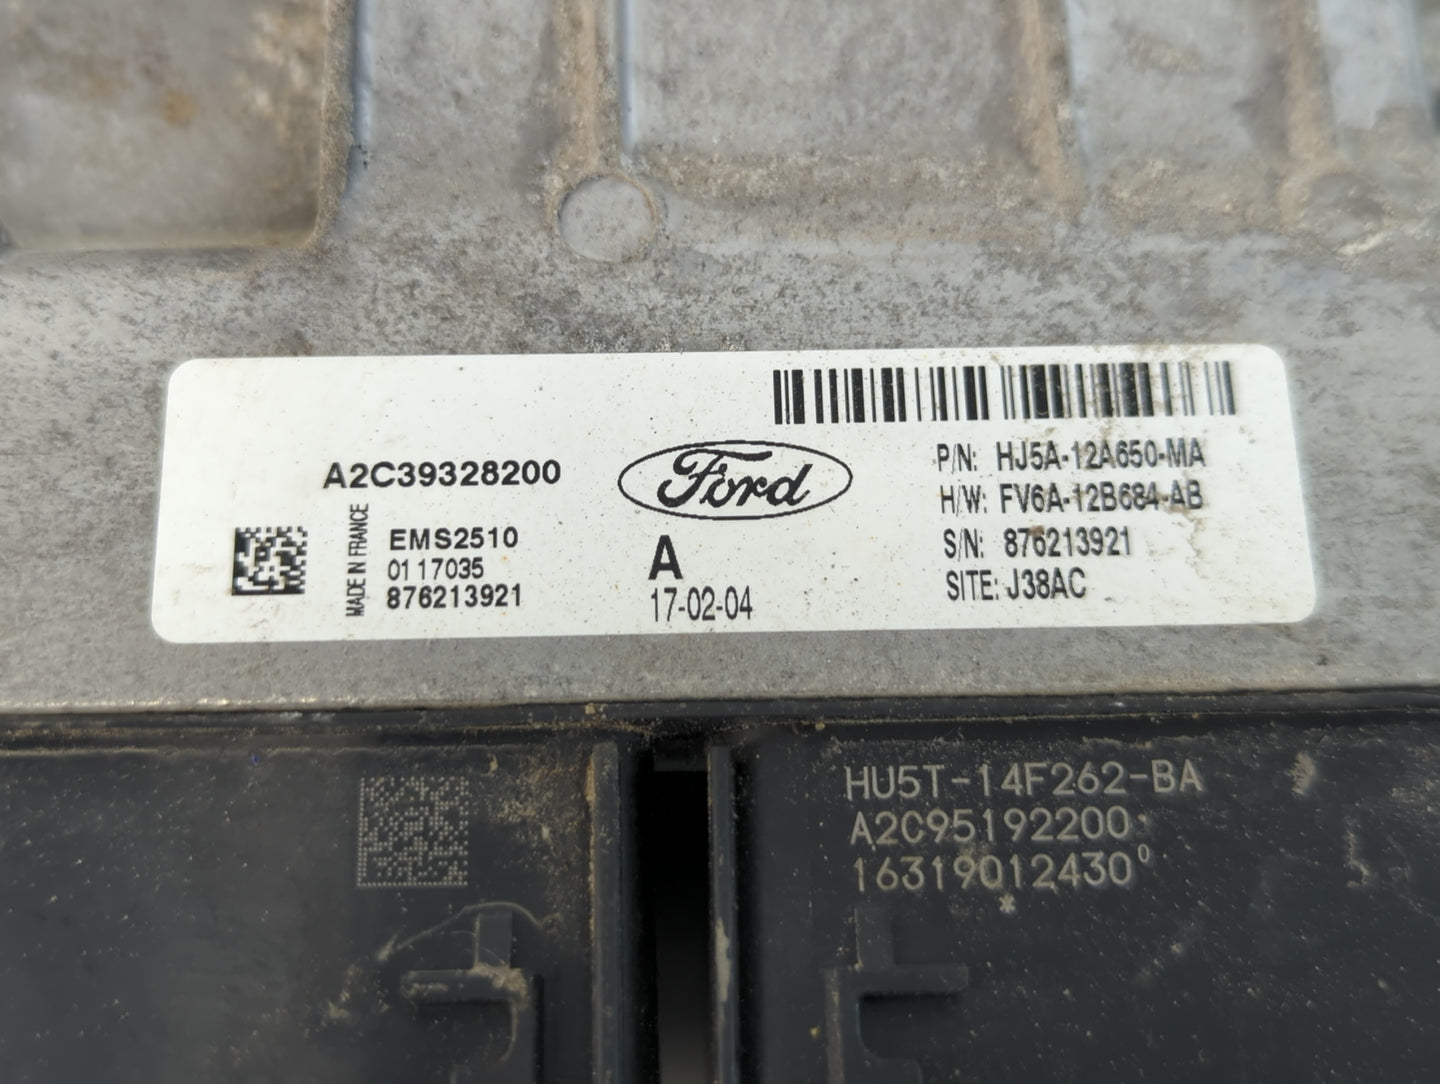 A2C39328200
MADE IN FRANCE
EMS2510
0117035
876213921
Ford
A
17-02-04
P/N: HJ5A-12A650-MA
H/W: FV6A-12B684-AB
S/N: 876213921
SITE: J38AC
HU5T-14F262-BA
A2C95192200
16319012430⁰
*